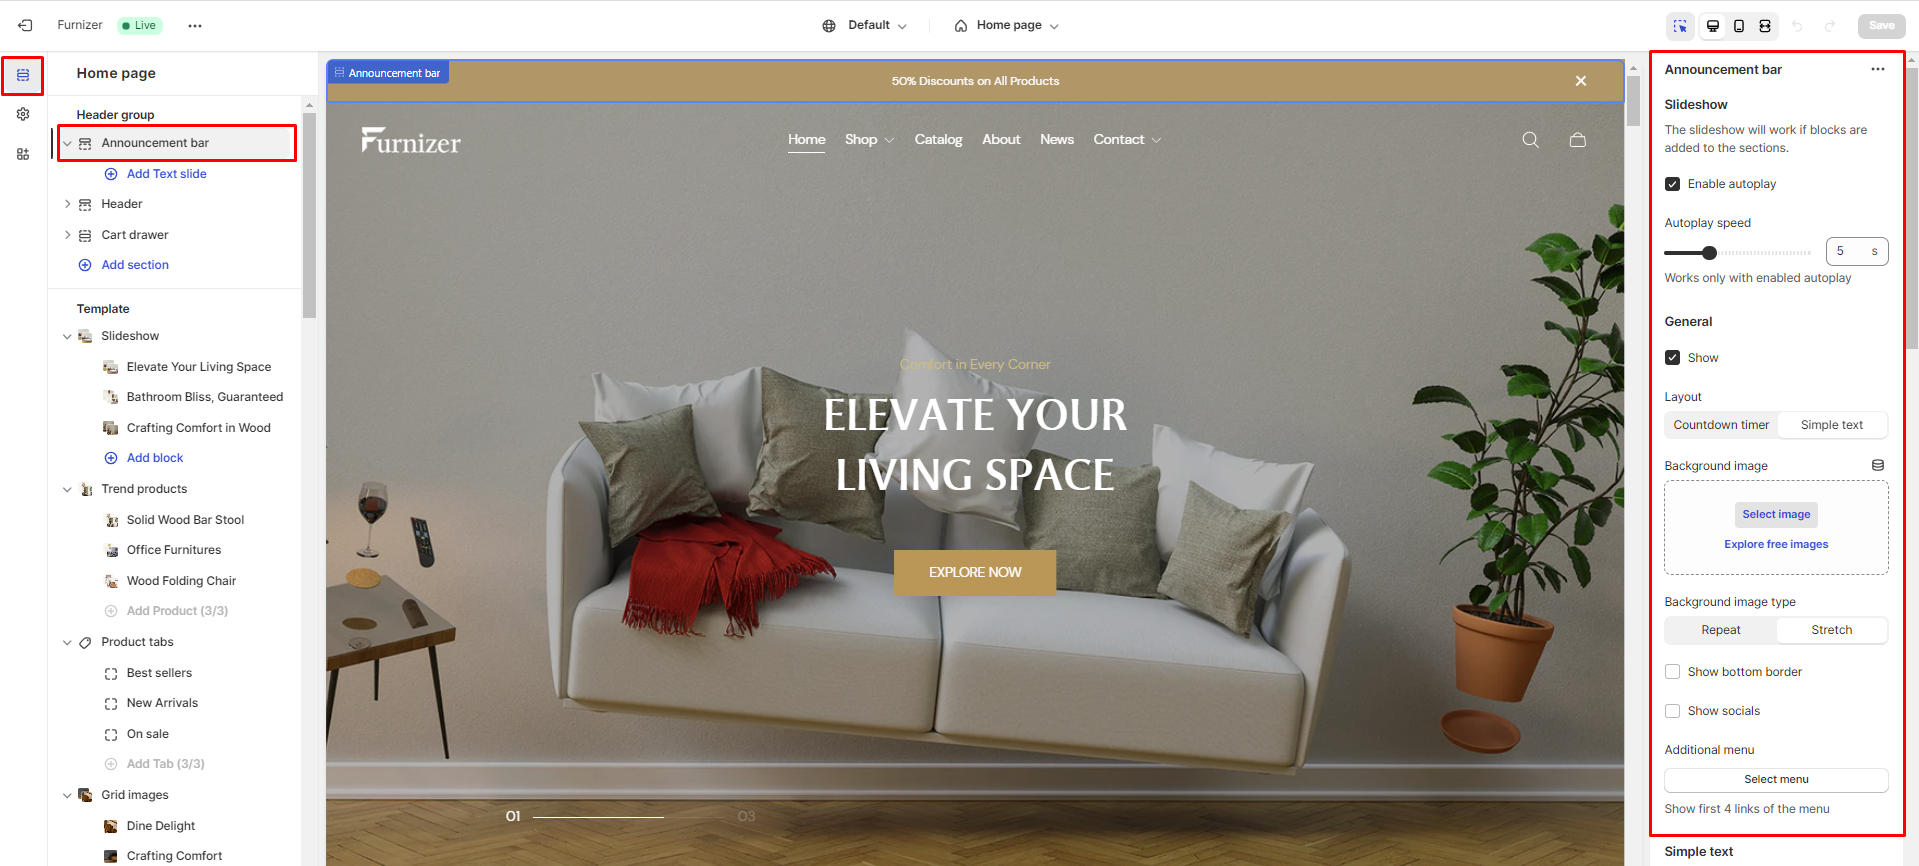 Furnizer
Live
Default
Home page
Save
Home page
Header group
Announcement bar
Add Text slide
Header
Cart drawer
Add section
Template
Slideshow
Elevate Your Living Space
Bathroom Bliss, Guaranteed
Crafting Comfort in Wood
Add block
Trend products
Solid Wood Bar Stool
Office Furnitures
Wood Folding Chair
Add Product (3/3)
Product tabs
Best sellers
New Arrivals
On sale
Add Tab (3/3)
Grid images
Dine Delight
Crafting Comfort
Announcement bar
50% Discounts on All Products
Furnizer
Home Shop Catalog About News Contact
Comfort in Every Corner
ELEVATE YOUR
LIVING SPACE
EXPLORE NOW
01 03
Announcement bar
Slideshow
The slideshow will work if blocks are
added to the sections.
Enable autoplay
Autoplay speed
5 s
Works only with enabled autoplay
General
Show
Layout
Countdown timer Simple text
Background image
Select image
Explore free images
Background image type
Repeat Stretch
Show bottom border
Show socials
Additional menu
Select menu
Show first 4 links of the menu
Simple text